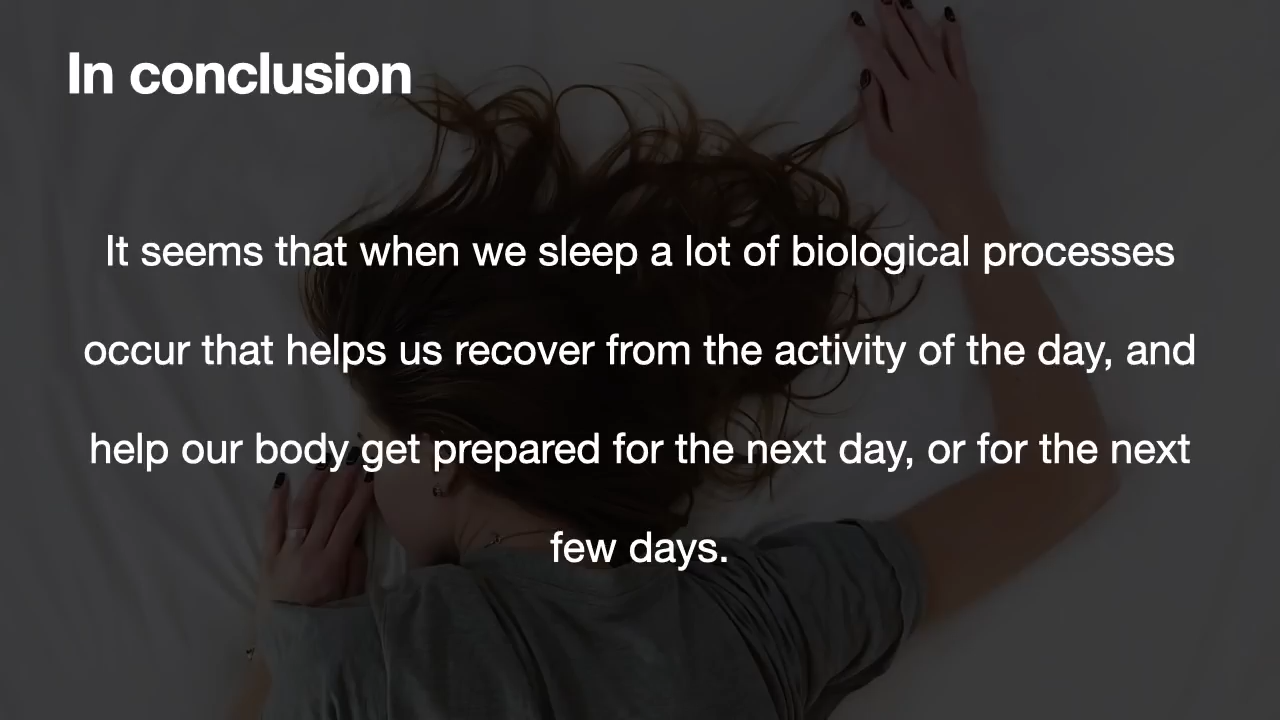 In conclusion
It seems that when we sleep a lot of biological processes
occur that helps us recover from the activity of the day, and
help our body get prepared for the next day, or for the next
few days.